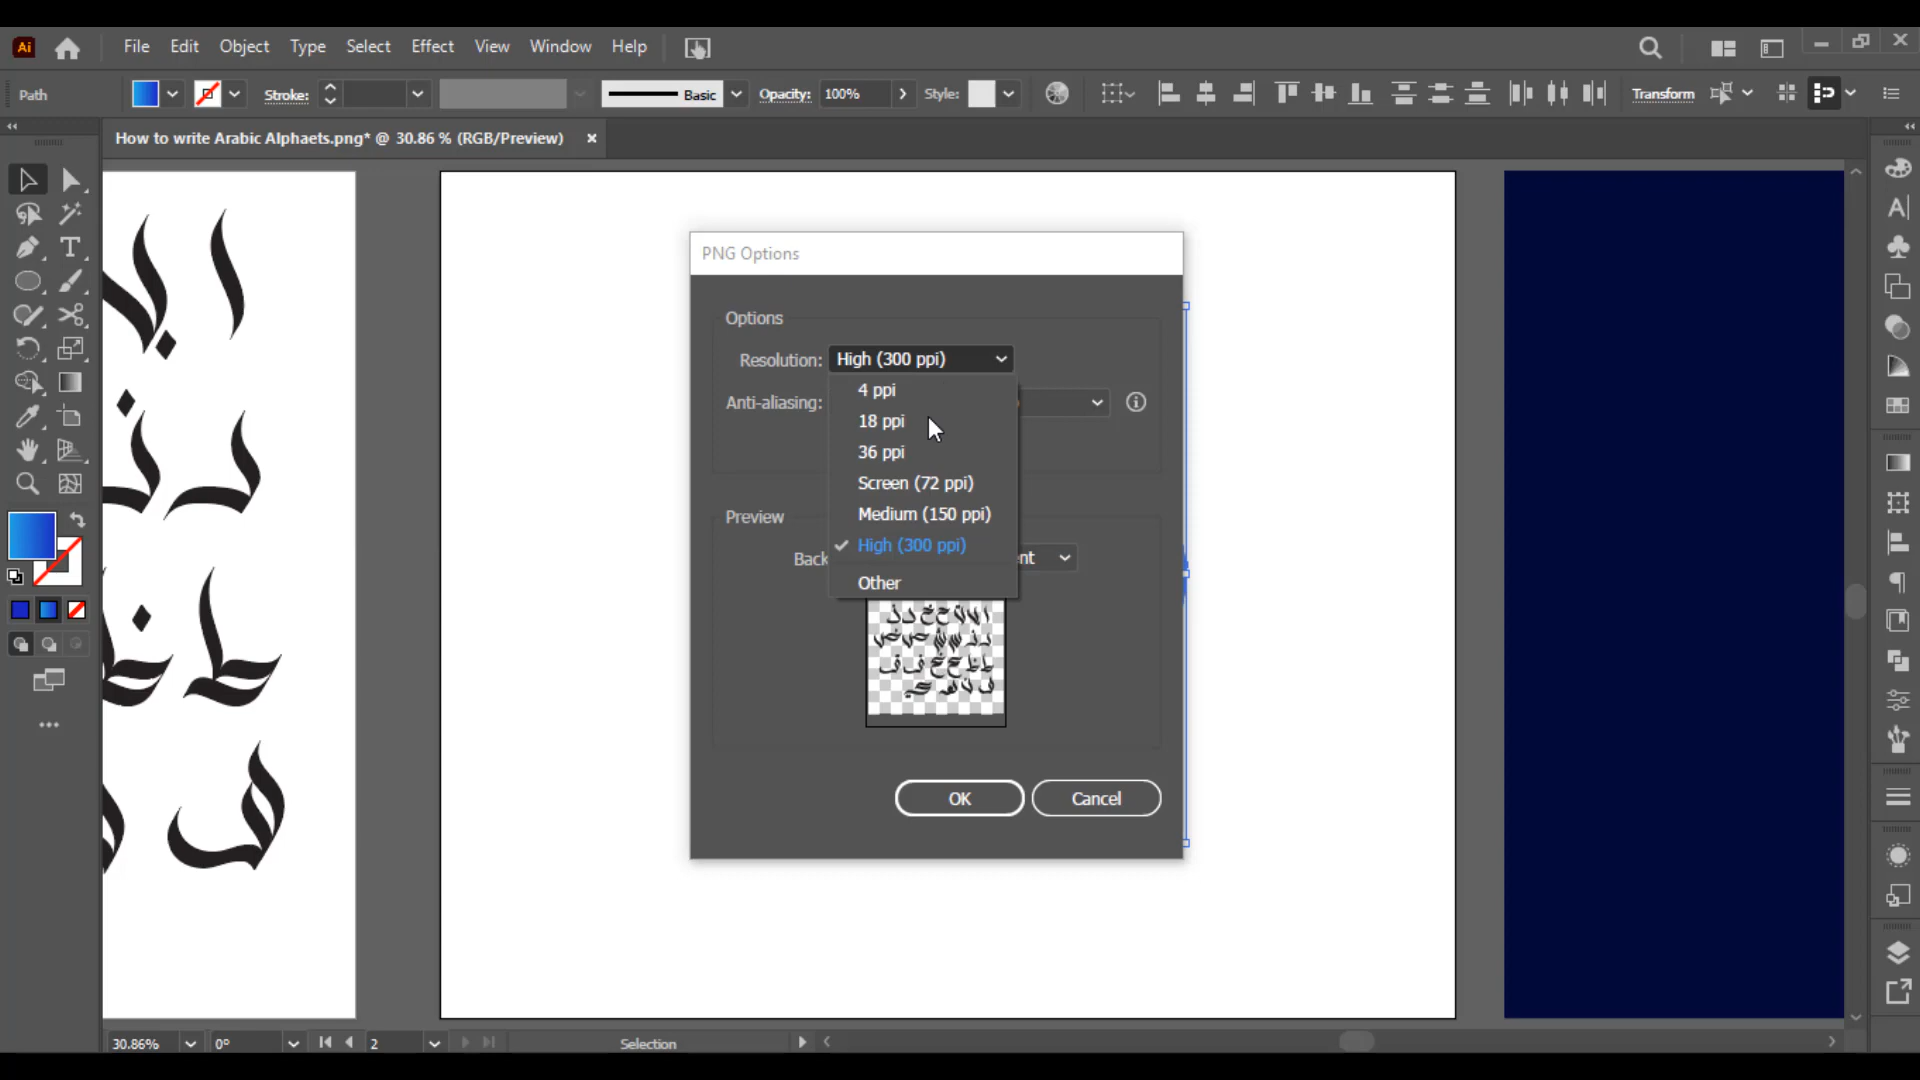 Ai File Edit Object Type Select Effect View Window Help
Path Stroke: Basic Opacity: 100% Style: Transform
How to write Arabic Alphaets.png* @ 30.86 % (RGB/Preview) ×
PNG Options
Options
Resolution: High (300 ppi)
4 ppi
Anti-aliasing:
18 ppi
36 ppi
Screen (72 ppi)
Medium (150 ppi)
Preview
High (300 ppi)
Back nt
Other
OK Cancel
30.86% 0° 2 Selection